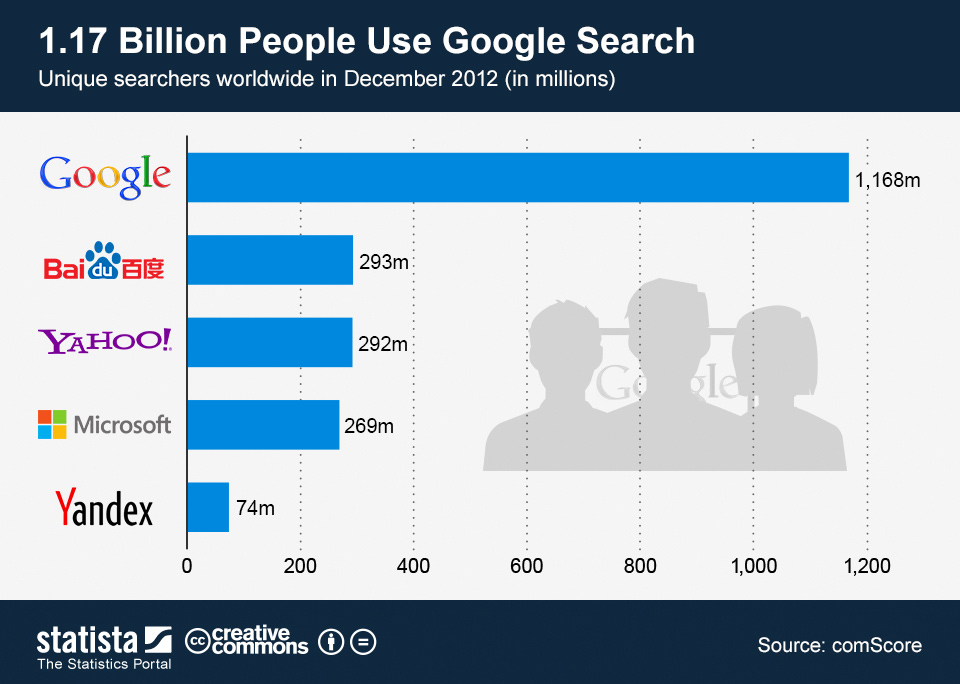 1.17 Billion People Use Google Search
Unique searchers worldwide in December 2012 (in millions)
Google
1,168m
Baidu百度
293m
YAHOO!
292m
Microsoft
269m
Yandex
74m
Google
0 200 400 600 800 1,000 1,200
statista
The Statistics Portal
cc creative commons
Source: comScore